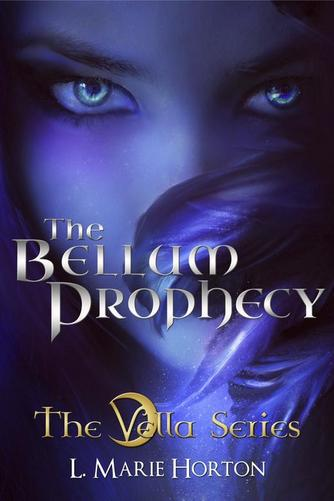 The
Bellum
Prophecy
The Vella Series
L. Marie Horton